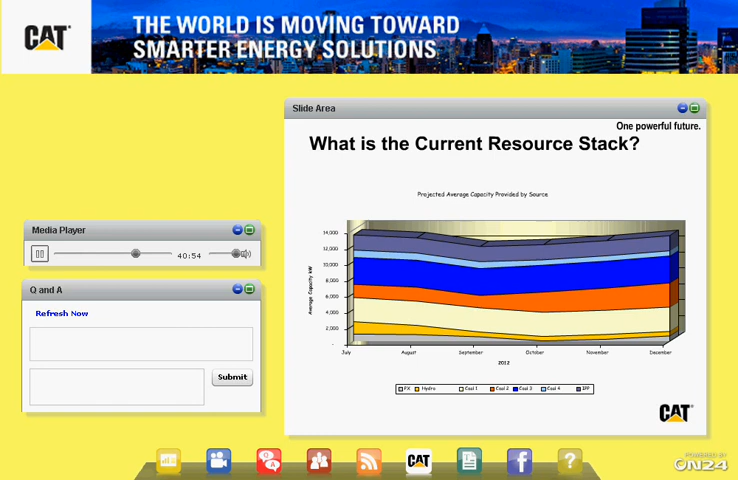 CAT
THE WORLD IS MOVING TOWARD
SMARTER ENERGY SOLUTIONS
Slide Area
One powerful future.
What is the Current Resource Stack?
Projected Average Capacity Provided by Source
Average Capacity kW
14,000
12,000
10,000
8,000
6,000
4,000
2,000
-
July August September October November December
2012
PX Hydro Coal 1 Coal 2 Coal 3 Coal 4 IPP
CAT
Media Player
40:54
Q and A
Refresh Now
Submit
Q
A
CAT
f
?
POWERED BY
ON24